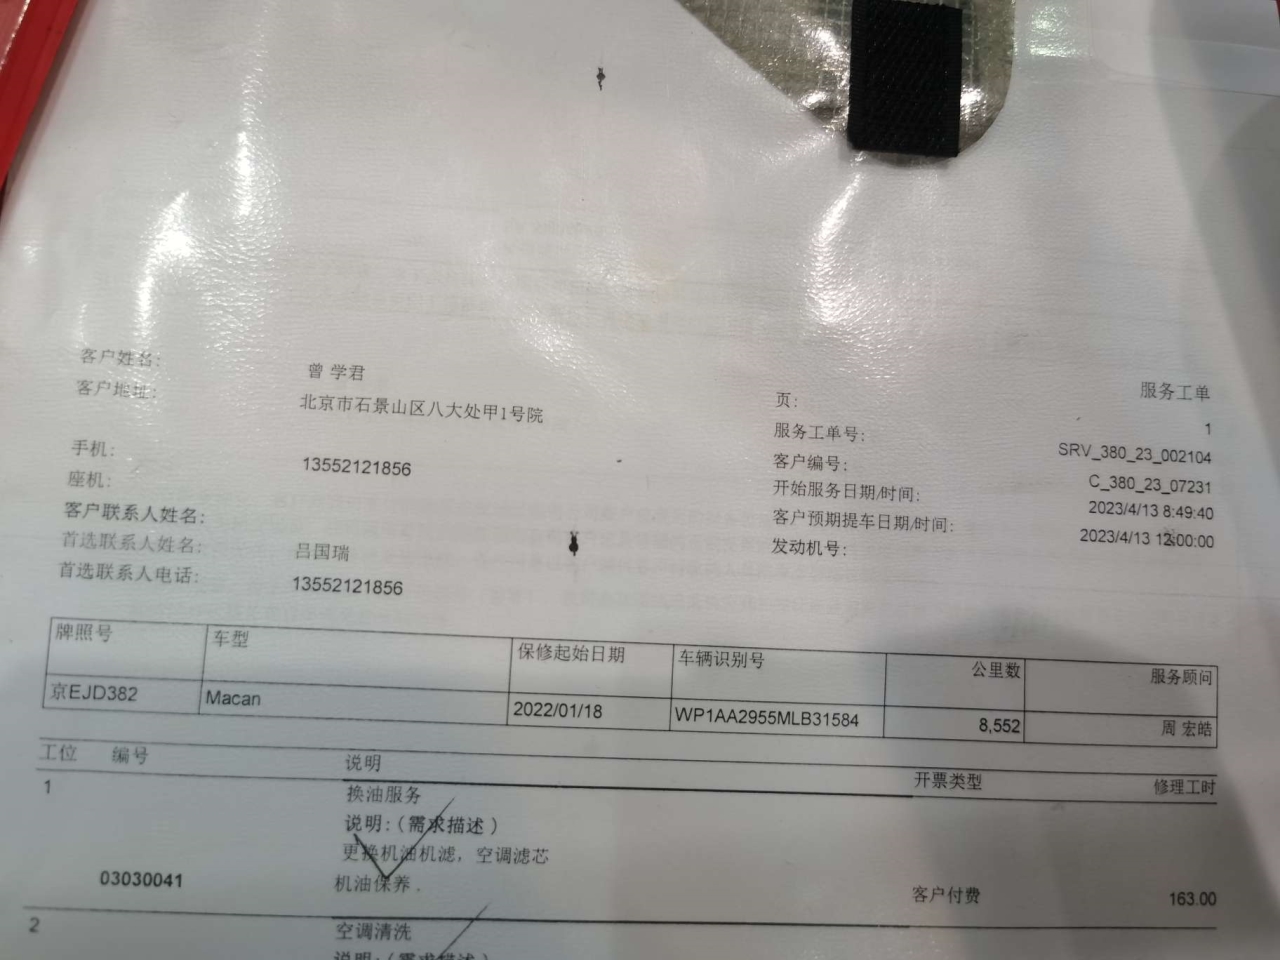 服务工单
客户姓名: 曾 学君
客户地址: 北京市石景山区八大处甲1号院
手机: 13552121856
座机:
客户联系人姓名:
首选联系人姓名: 吕国瑞
首选联系人电话: 13552121856
页: 1
服务工单号: SRV_380_23_002104
客户编号: C_380_23_07231
开始服务日期/时间: 2023/4/13 8:49:40
客户预期提车日期/时间: 2023/4/13 12:00:00
发动机号:
牌照号 车型 保修起始日期 车辆识别号 公里数 服务顾问
京EJD382 Macan 2022/01/18 WP1AA2955MLB31584 8,552 周 宏皓
工位 编号 说明 开票类型 修理工时
1 换油服务
说明:(需求描述)
更换机油机滤，空调滤芯
03030041 机油保养. 客户付费 163.00
2 空调清洗
说明:(需求描述)